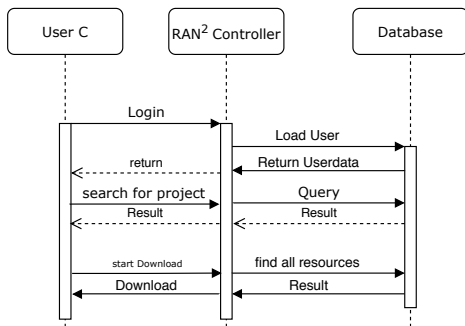 User C
RAN² Controller
Database
Login
Load User
return
Return Userdata
search for project
Query
Result
Result
start Download
find all resources
Download
Result